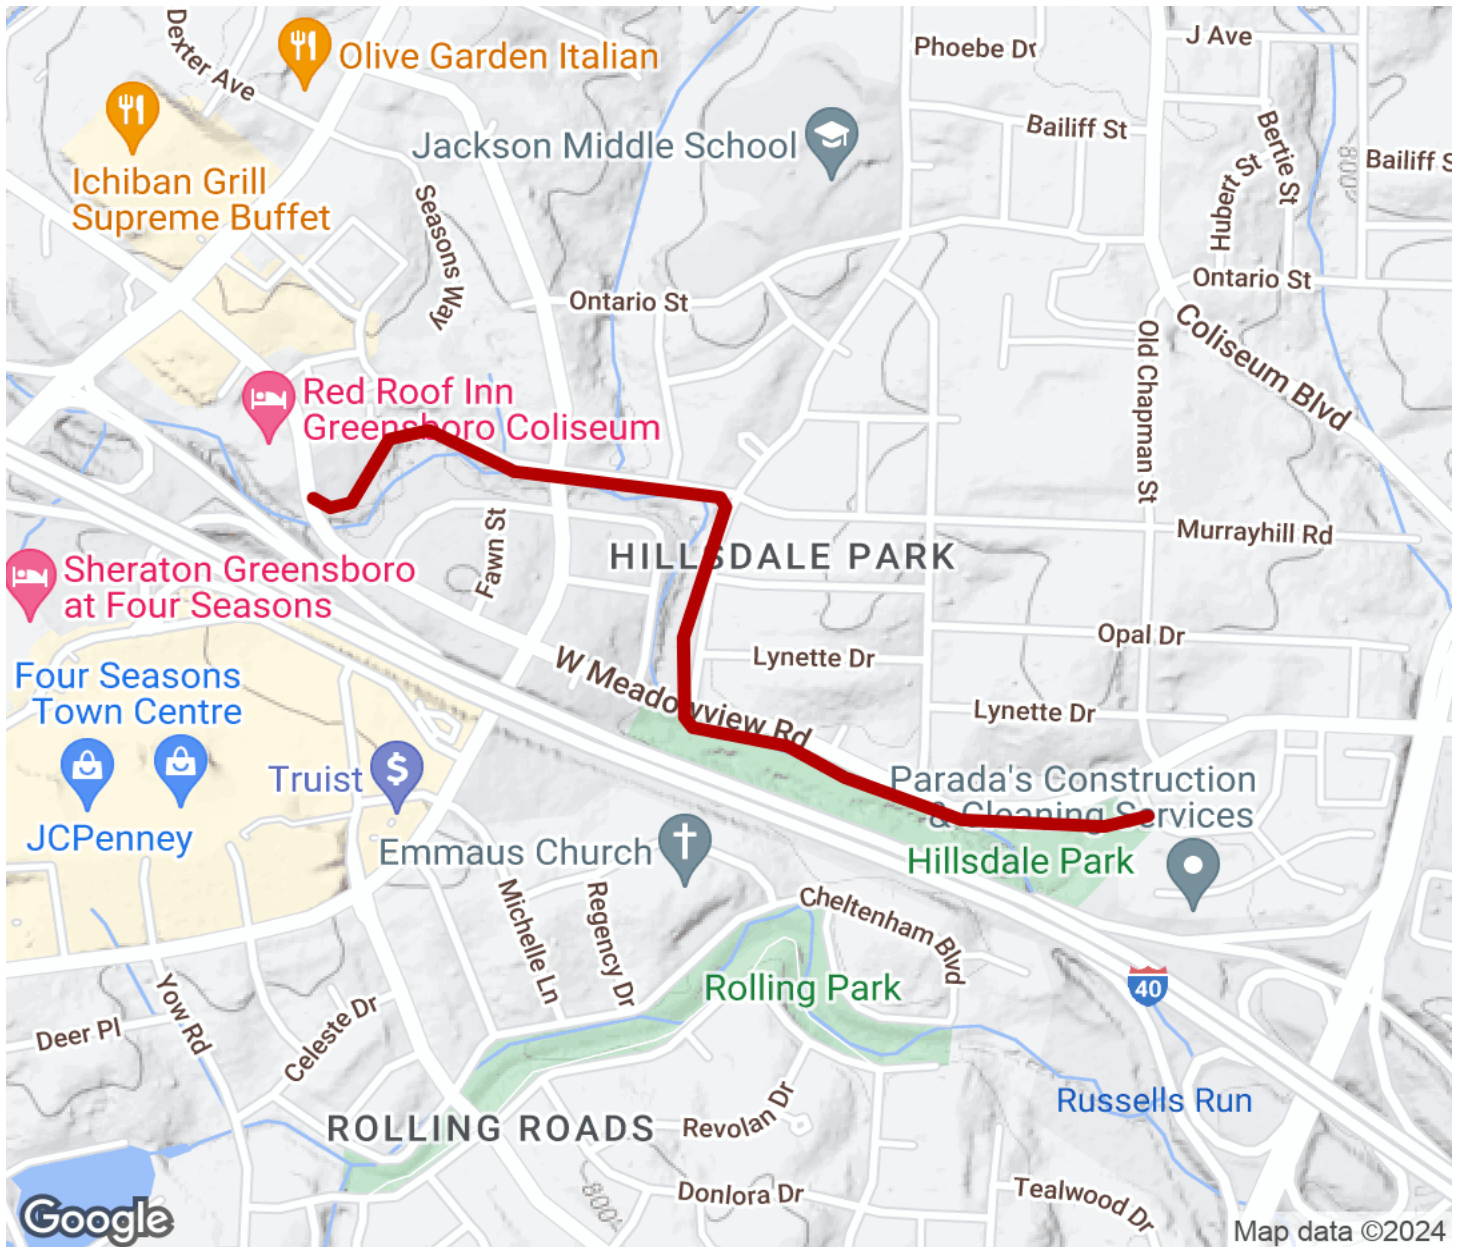 Dexter Ave
Olive Garden Italian
Phoebe Dr
J Ave
Ichiban Grill
Supreme Buffet
Jackson Middle School
Bailiff St
Bertie St
800'
Bailiff S
Hubert St
Seasons Way
Ontario St
Ontario St
Old Chapman St
Coliseum Blvd
Red Roof Inn
Greensboro Coliseum
Fawn St
HILLSDALE PARK
Murrayhill Rd
Sheraton Greensboro
at Four Seasons
Opal Dr
Lynette Dr
W Meadowview Rd
Four Seasons
Town Centre
Lynette Dr
Truist
Parada's Construction
& Cleaning Services
JCPenney
Emmaus Church
Hillsdale Park
Michelle Ln
Regency Dr
Cheltenham Blvd
Yow Rd
Rolling Park
40
Deer Pl
Celeste Dr
Russells Run
ROLLING ROADS
Revolan Dr
800'
Donlora Dr
Tealwood Dr
Google
Map data ©2024